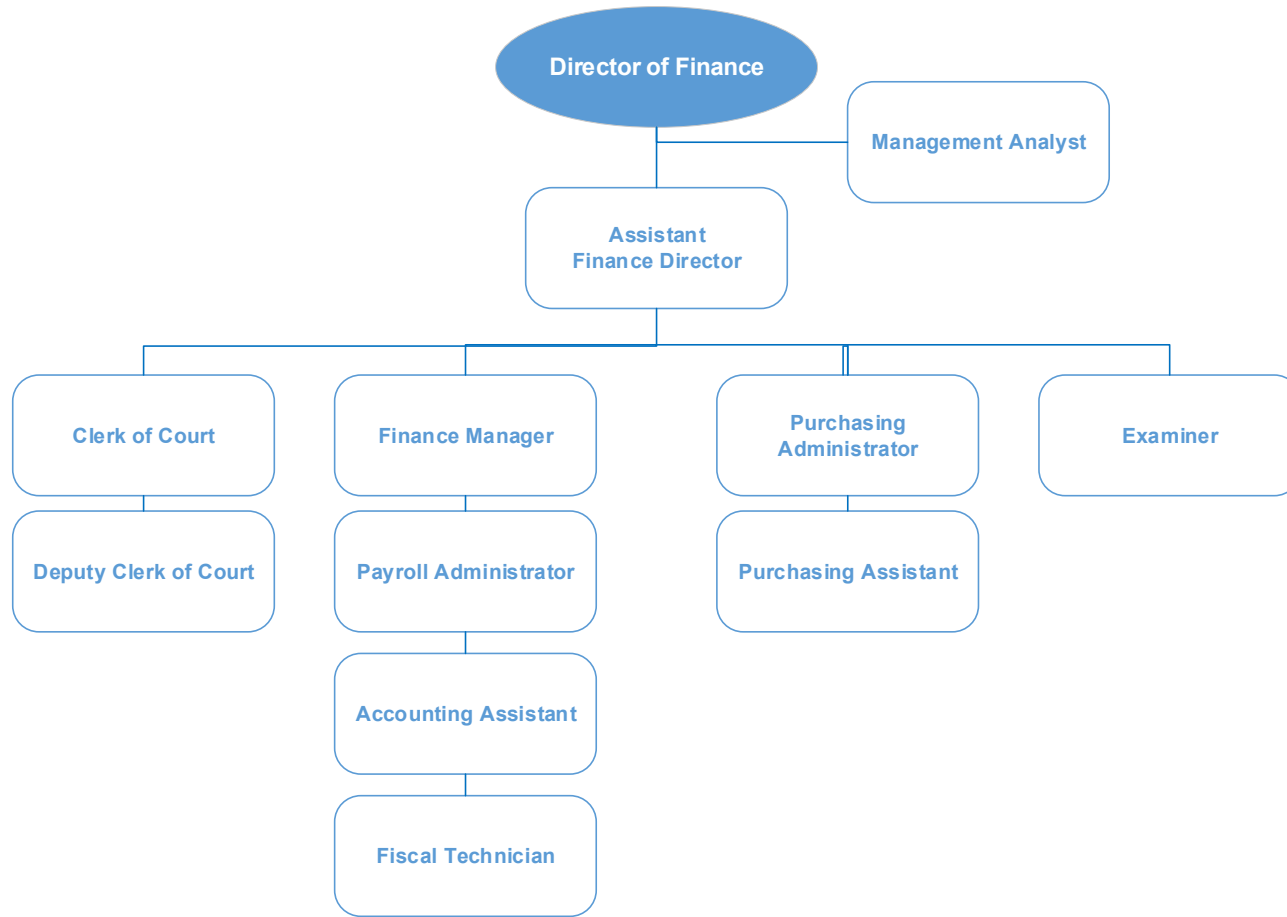 Director of Finance
Management Analyst
Assistant
Finance Director
Clerk of Court
Finance Manager
Purchasing
Administrator
Examiner
Deputy Clerk of Court
Payroll Administrator
Purchasing Assistant
Accounting Assistant
Fiscal Technician